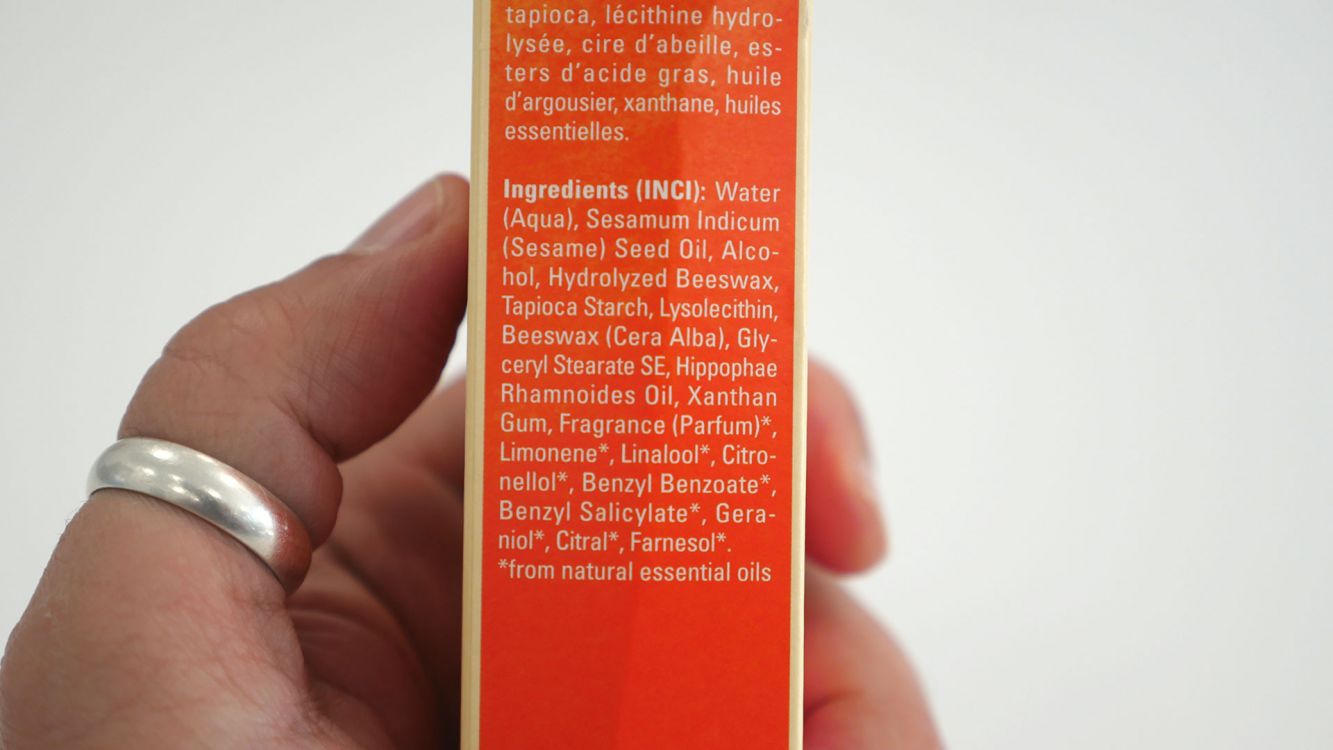 tapioca, lécithine hydro-
lysée, cire d'abeille, es-
ters d'acide gras, huile
d'argousier, xanthane, huiles
essentielles.
Ingredients (INCI): Water
(Aqua), Sesamum Indicum
(Sesame) Seed Oil, Alco-
hol, Hydrolyzed Beeswax,
Tapioca Starch, Lysolecithin,
Beeswax (Cera Alba), Gly-
ceryl Stearate SE, Hippophae
Rhamnoides Oil, Xanthan
Gum, Fragrance (Parfum)*,
Limonene*, Linalool*, Citro-
nellol*, Benzyl Benzoate*,
Benzyl Salicylate*, Gera-
niol*, Citral*, Farnesol*.
*from natural essential oils